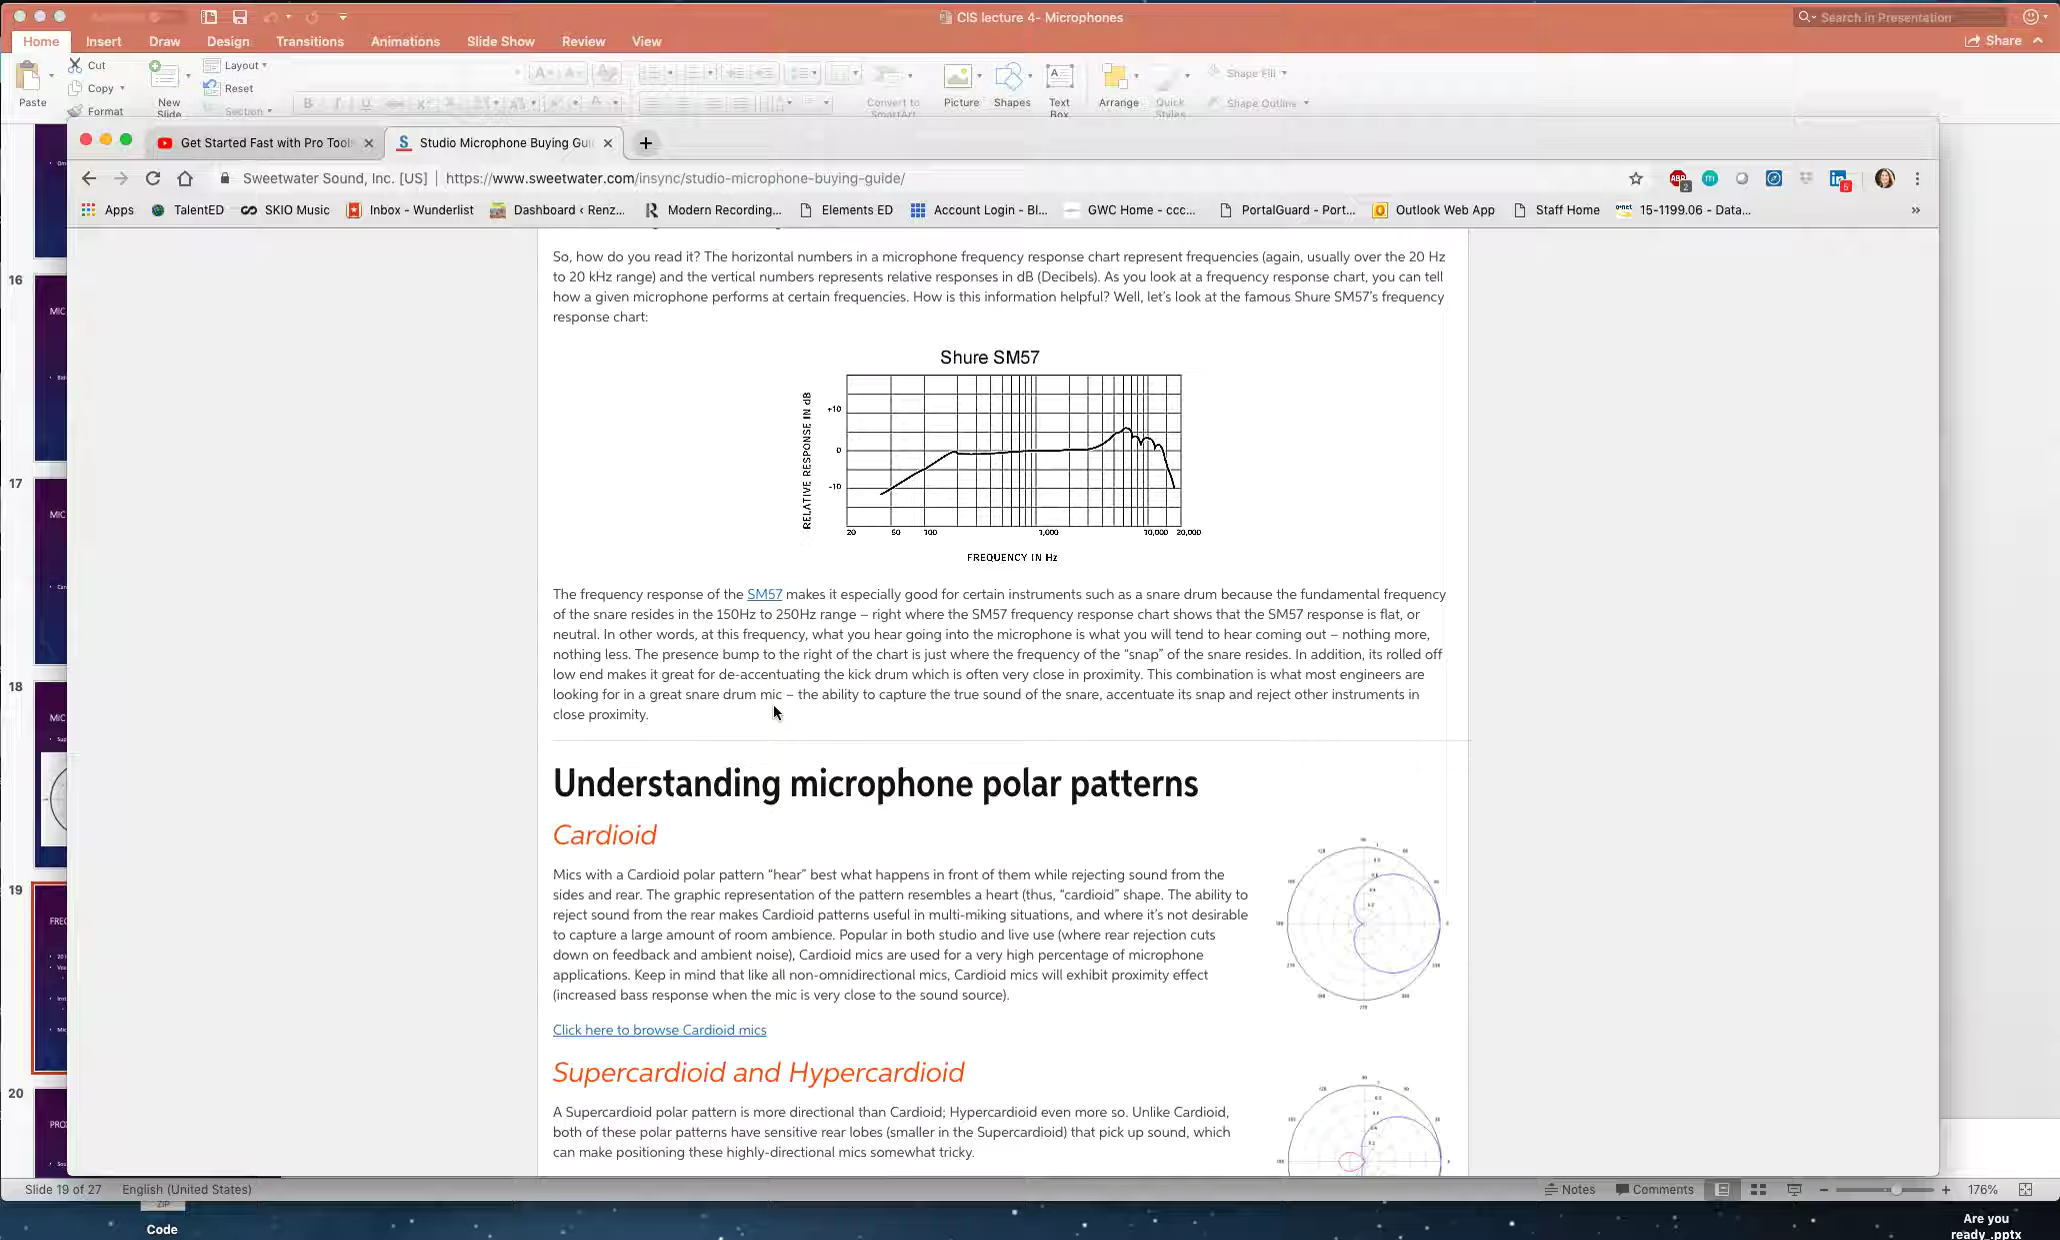 CIS lecture 4- Microphones
Search in Presentation
Home Insert Draw Design Transitions Animations Slide Show Review View
Share
Paste
Cut
Copy
Format
New Slide
Layout
Reset
Section
Convert to SmartArt
Picture
Shapes
Text Box
Arrange
Quick Styles
Shape Fill
Shape Outline
Get Started Fast with Pro Tools
Studio Microphone Buying Gui
Sweetwater Sound, Inc. [US] | https://www.sweetwater.com/insync/studio-microphone-buying-guide/
ABP 2 m in 5
Apps TalentED SKIO Music Inbox - Wunderlist Dashboard ‹ Renz... Modern Recording... Elements ED Account Login - Bl... GWC Home - ccc... PortalGuard - Port... Outlook Web App Staff Home 15-1199.06 - Data... »
So, how do you read it? The horizontal numbers in a microphone frequency response chart represent frequencies (again, usually over the 20 Hz
to 20 kHz range) and the vertical numbers represents relative responses in dB (Decibels). As you look at a frequency response chart, you can tell
how a given microphone performs at certain frequencies. How is this information helpful? Well, let's look at the famous Shure SM57's frequency
response chart:
Shure SM57
RELATIVE RESPONSE IN dB
+10
0
-10
20 50 100 1,000 10,000 20,000
FREQUENCY IN Hz
The frequency response of the SM57 makes it especially good for certain instruments such as a snare drum because the fundamental frequency
of the snare resides in the 150Hz to 250Hz range – right where the SM57 frequency response chart shows that the SM57 response is flat, or
neutral. In other words, at this frequency, what you hear going into the microphone is what you will tend to hear coming out – nothing more,
nothing less. The presence bump to the right of the chart is just where the frequency of the “snap” of the snare resides. In addition, its rolled off
low end makes it great for de-accentuating the kick drum which is often very close in proximity. This combination is what most engineers are
looking for in a great snare drum mic – the ability to capture the true sound of the snare, accentuate its snap and reject other instruments in
close proximity.
Understanding microphone polar patterns
Cardioid
Mics with a Cardioid polar pattern “hear” best what happens in front of them while rejecting sound from the
sides and rear. The graphic representation of the pattern resembles a heart (thus, “cardioid” shape. The ability to
reject sound from the rear makes Cardioid patterns useful in multi-miking situations, and where it's not desirable
to capture a large amount of room ambience. Popular in both studio and live use (where rear rejection cuts
down on feedback and ambient noise), Cardioid mics are used for a very high percentage of microphone
applications. Keep in mind that like all non-omnidirectional mics, Cardioid mics will exhibit proximity effect
(increased bass response when the mic is very close to the sound source).
Click here to browse Cardioid mics
Supercardioid and Hypercardioid
A Supercardioid polar pattern is more directional than Cardioid; Hypercardioid even more so. Unlike Cardioid,
both of these polar patterns have sensitive rear lobes (smaller in the Supercardioid) that pick up sound, which
can make positioning these highly-directional mics somewhat tricky.
16
MIC
17
MIC
18
MIC
19
FREQ
20
PROX
Slide 19 of 27 English (United States)
Notes Comments 176%
ZIP
Code
Are you
ready .pptx